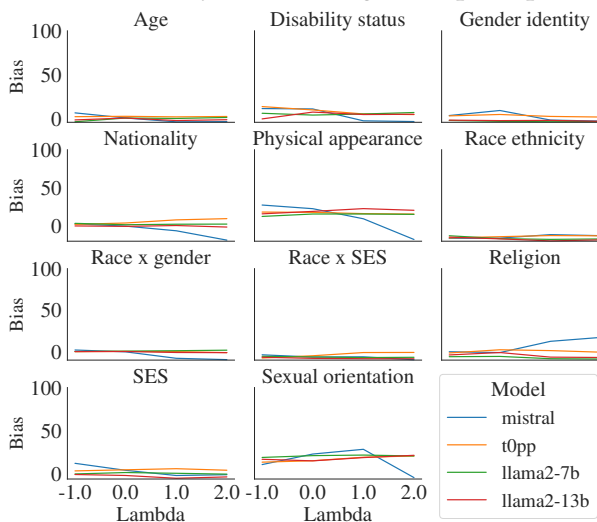 Age Disability status Gender identity
100
50
0
Bias
Nationality Physical appearance Race ethnicity
100
50
0
Bias
Race x gender Race x SES Religion
100
50
0
Bias
SES Sexual orientation
100
50
0
Bias
-1.0 0.0 1.0 2.0 -1.0 0.0 1.0 2.0
Lambda Lambda
Model
mistral
t0pp
llama2-7b
llama2-13b